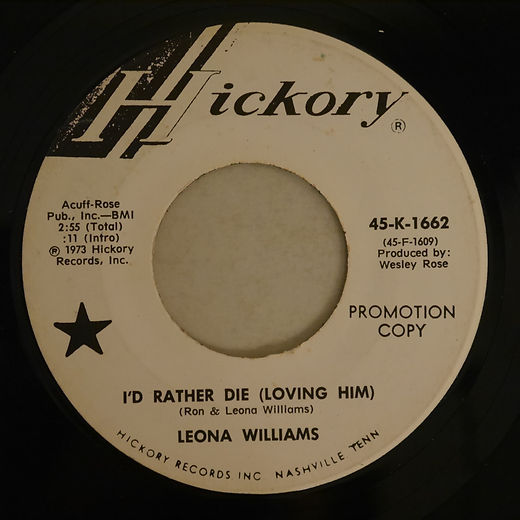 Hickory
®
Acuff-Rose
Pub., Inc.—BMI
2:55 (Total)
:11 (Intro)
℗ 1973 Hickory
Records, Inc.
45-K-1662
(45-F-1609)
Produced by:
Wesley Rose
PROMOTION
COPY
I'D RATHER DIE (LOVING HIM)
(Ron & Leona Williams)
LEONA WILLIAMS
HICKORY RECORDS INC NASHVILLE TENN